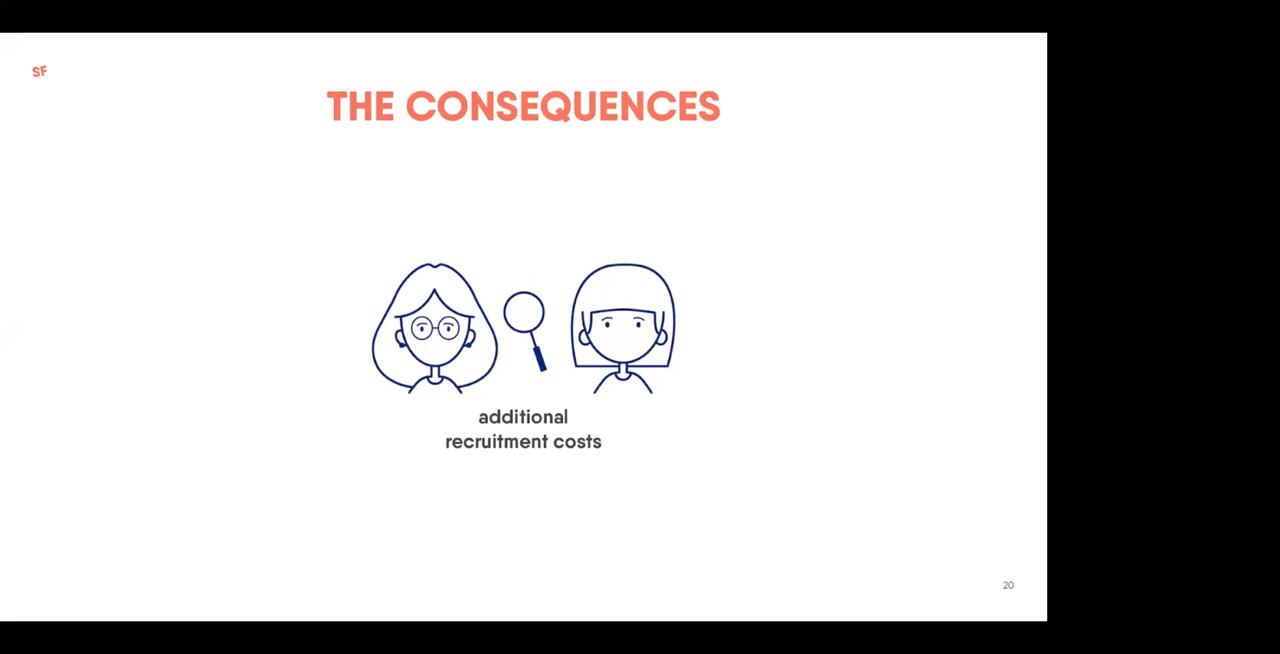 SF
THE CONSEQUENCES
additional
recruitment costs
20